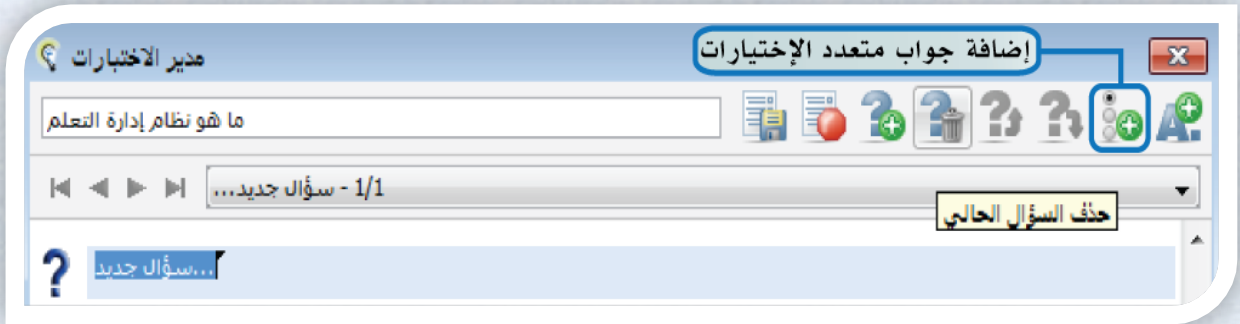 إضافة جواب متعدد الإختيارات
مدير الاختبارات
ما هو نظام إدارة التعلم
1/1 - سؤال جديد...
حذف السؤال الحالي
...سؤال جديد